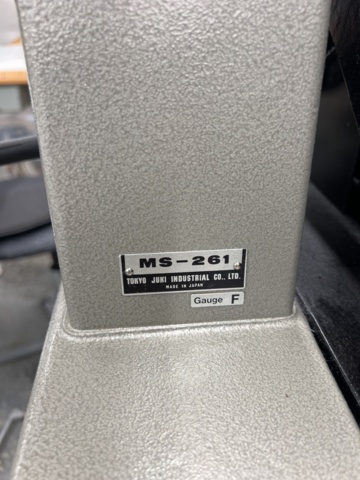 MS-261
TOKYO JUKI INDUSTRIAL CO., LTD.
MADE IN JAPAN
Gauge F